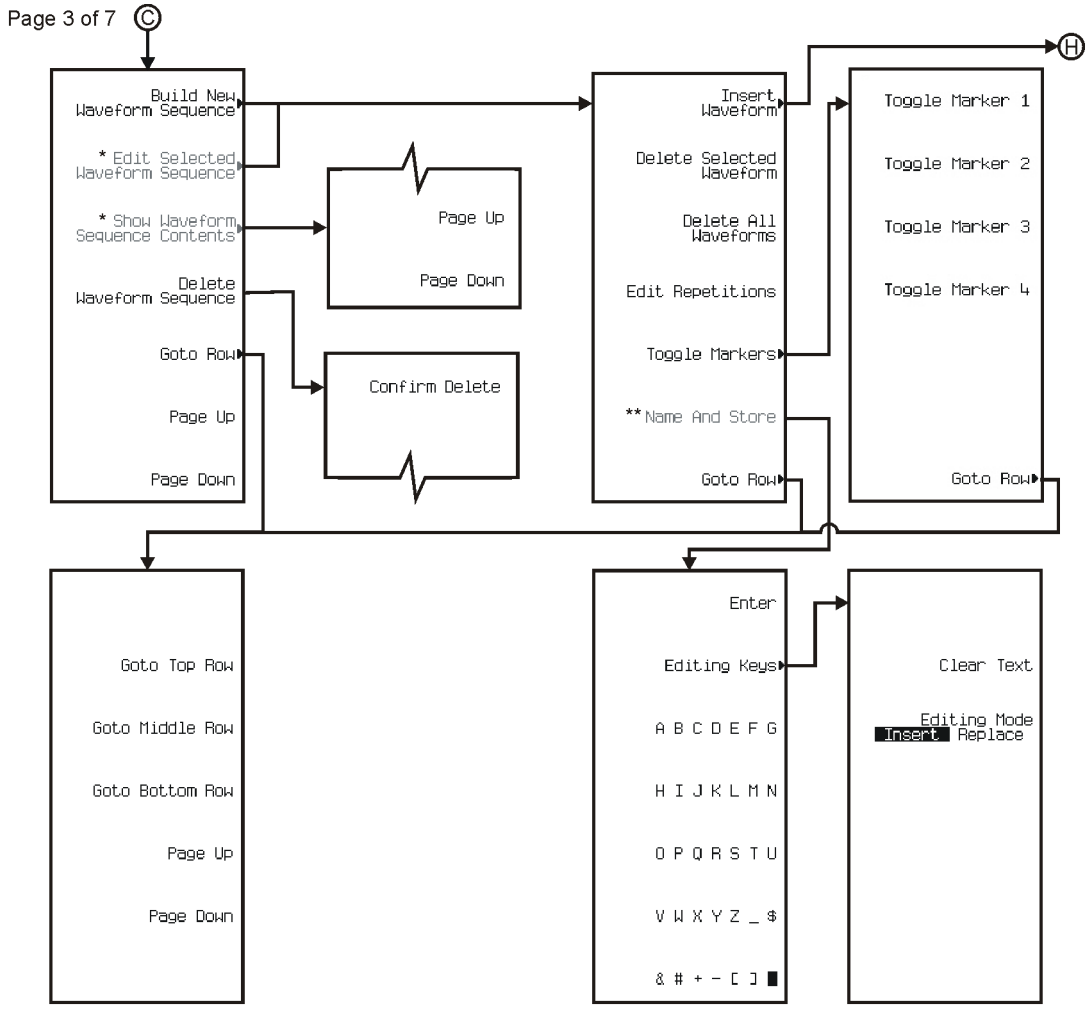 Page 3 of 7 C
H
Build New
Waveform Sequence
* Edit Selected
Waveform Sequence
* Show Waveform
Sequence Contents
Delete
Waveform Sequence
Goto Row
Page Up
Page Down
Page Up
Page Down
Confirm Delete
Insert
Waveform
Delete Selected
Waveform
Delete All
Waveforms
Edit Repetitions
Toggle Markers
** Name And Store
Goto Row
Toggle Marker 1
Toggle Marker 2
Toggle Marker 3
Toggle Marker 4
Goto Row
Goto Top Row
Goto Middle Row
Goto Bottom Row
Page Up
Page Down
Enter
Editing Keys
A B C D E F G
H I J K L M N
O P Q R S T U
V W X Y Z _ $
& # + - [ ] █
Clear Text
Editing Mode
Insert Replace